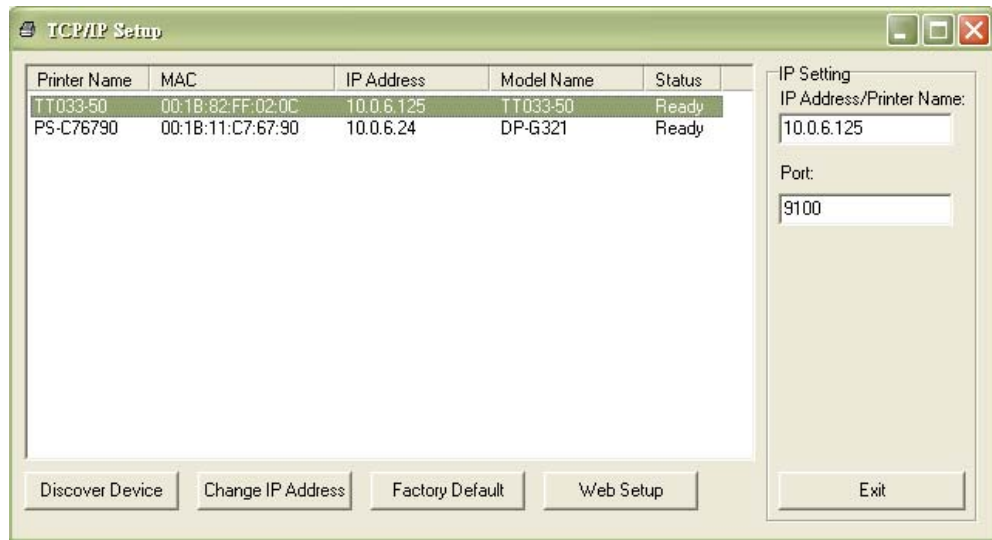 TCP/IP Setup
Printer Name MAC IP Address Model Name Status
TT033-50 00:1B:82:FF:02:0C 10.0.6.125 TT033-50 Ready
PS-C76790 00:1B:11:C7:67:90 10.0.6.24 DP-G321 Ready
IP Setting
IP Address/Printer Name:
10.0.6.125
Port:
9100
Discover Device Change IP Address Factory Default Web Setup Exit